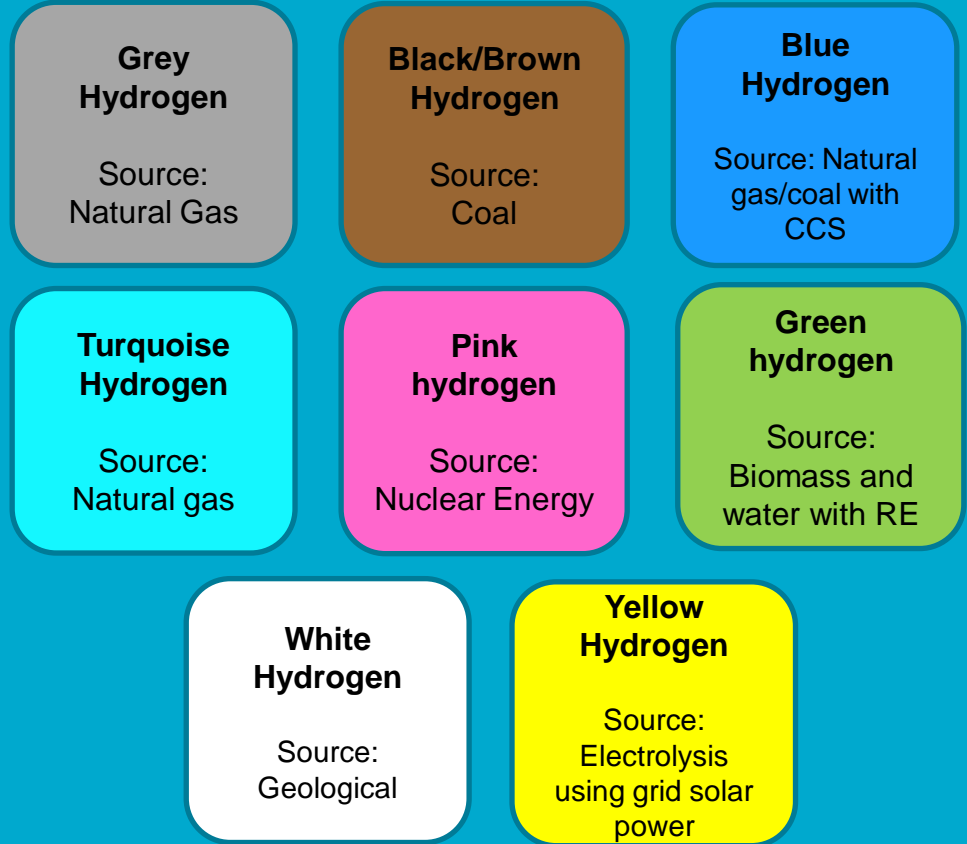 Grey
Hydrogen
Source:
Natural Gas
Black/Brown
Hydrogen
Source:
Coal
Blue
Hydrogen
Source: Natural
gas/coal with
CCS
Turquoise
Hydrogen
Source:
Natural gas
Pink
hydrogen
Source:
Nuclear Energy
Green
hydrogen
Source:
Biomass and
water with RE
White
Hydrogen
Source:
Geological
Yellow
Hydrogen
Source:
Electrolysis
using grid solar
power